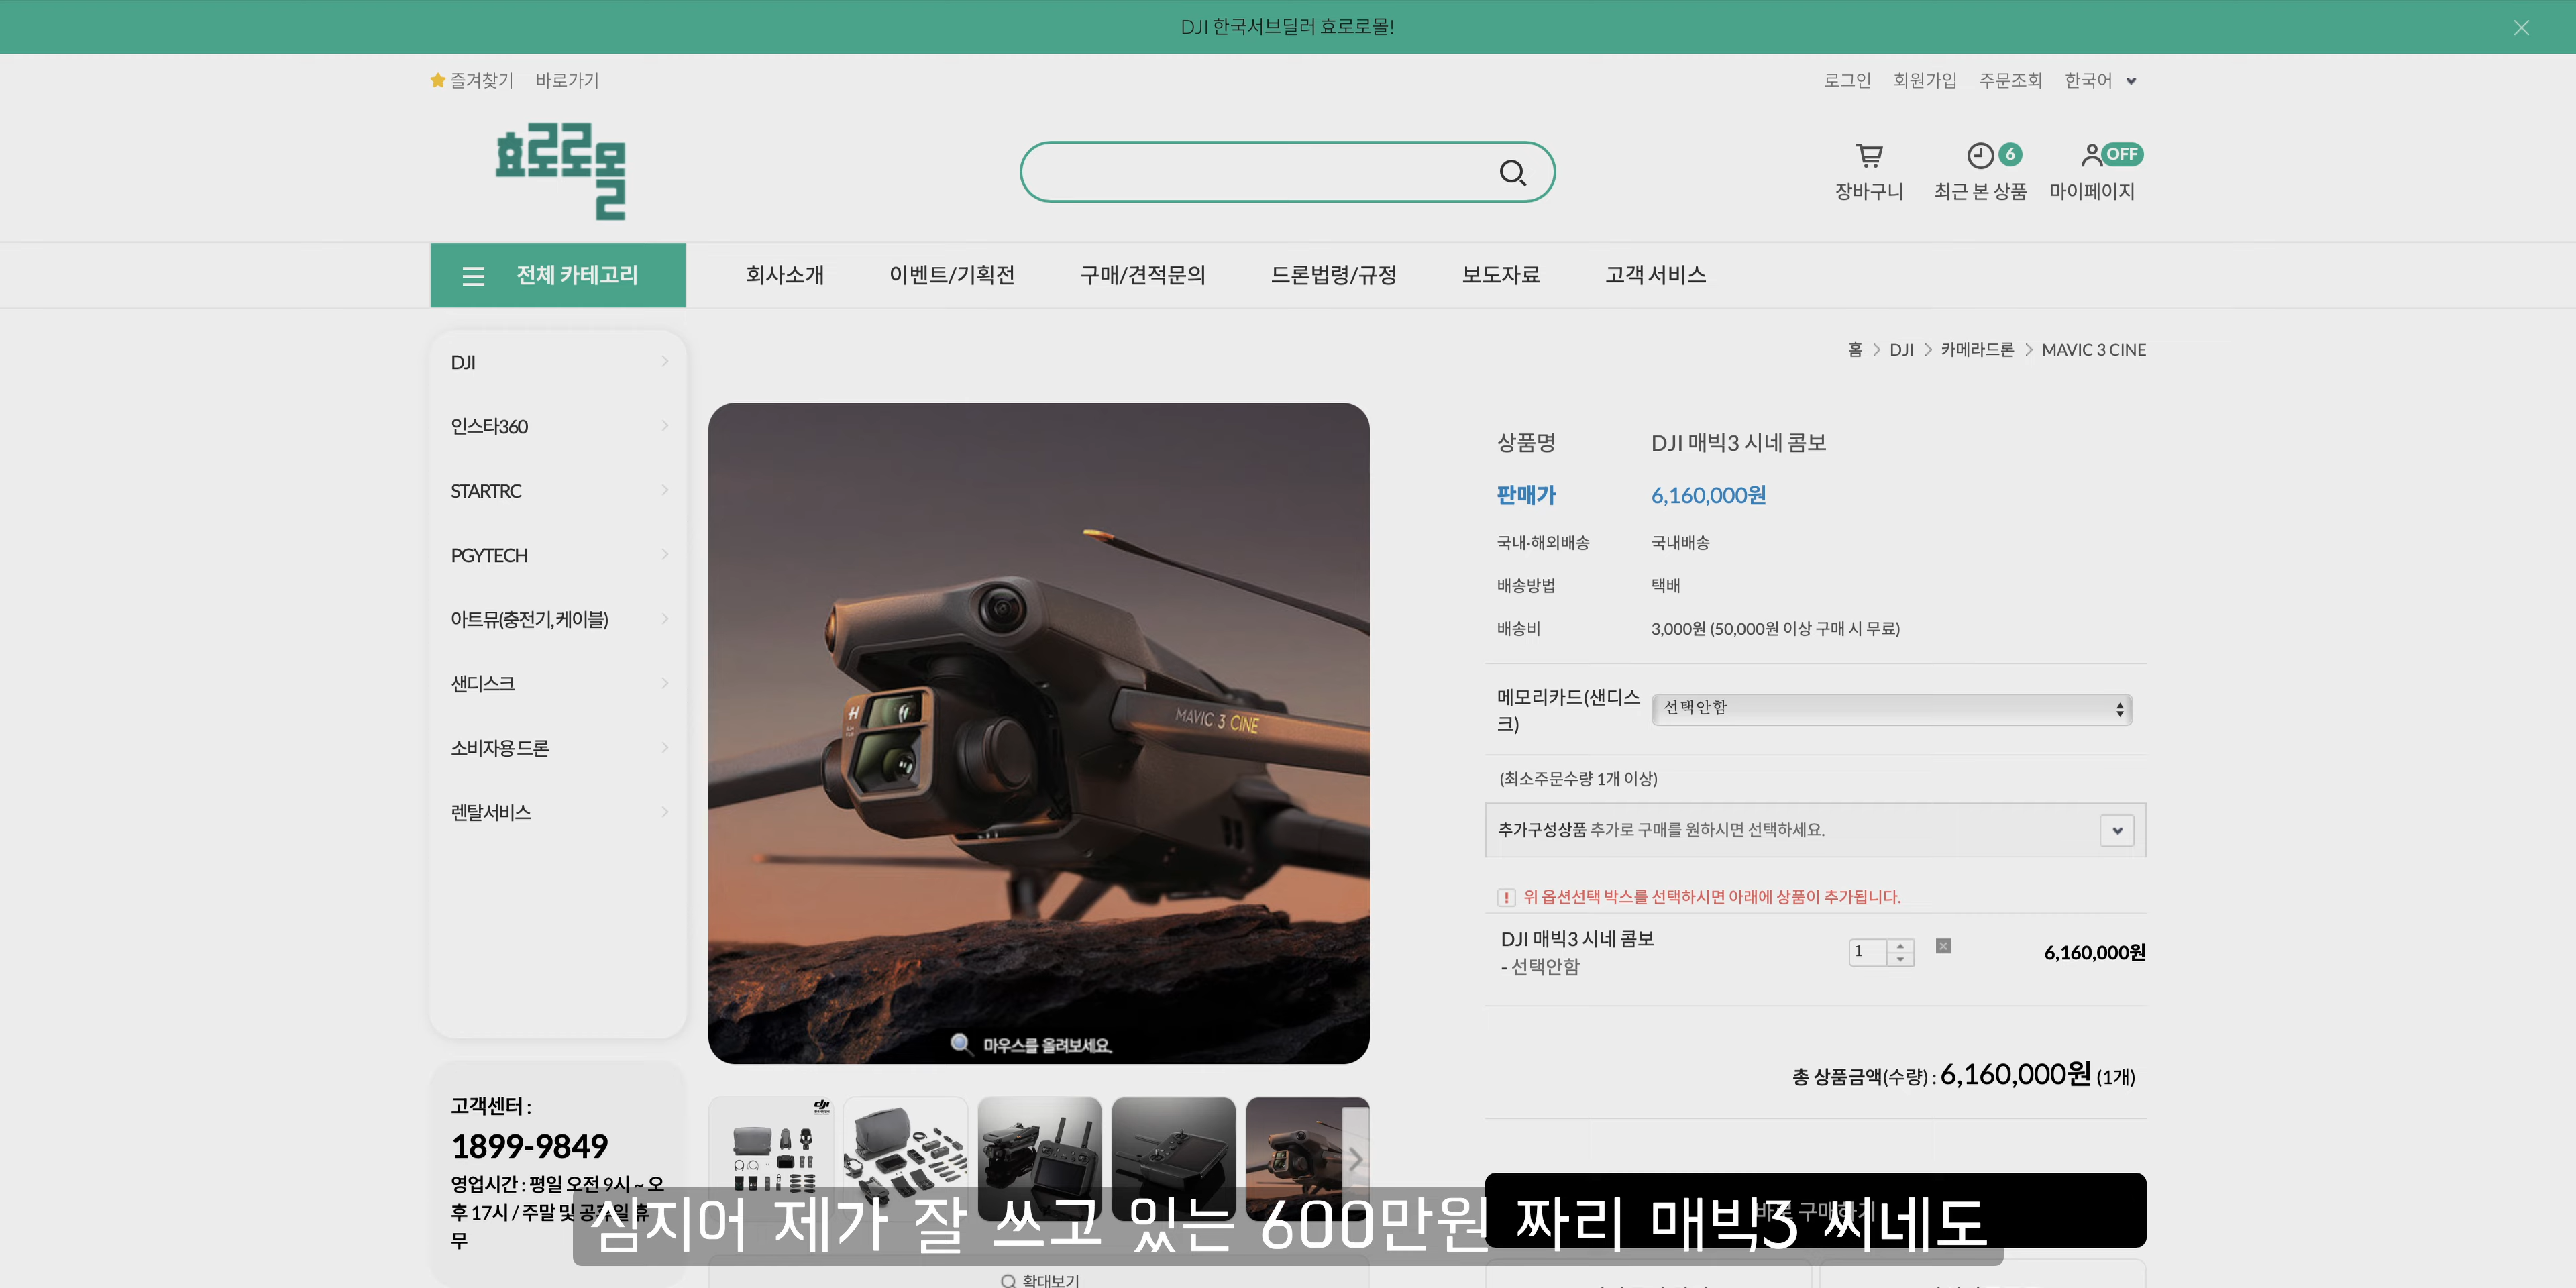 DJI 한국서브딜러 효로로몰!
즐겨찾기 바로가기
로그인 회원가입 주문조회 한국어
효로로몰
장바구니
6
최근 본 상품
OFF
마이페이지
전체 카테고리
회사소개 이벤트/기획전 구매/견적문의 드론법령/규정 보도자료 고객 서비스
홈 > DJI > 카메라드론 > MAVIC 3 CINE
DJI
인스타360
STARTRC
PGYTECH
아트뮤(충전기, 케이블)
샌디스크
소비자용 드론
렌탈서비스
고객센터 :
1899-9849
영업시간 : 평일 오전 9시 ~ 오
후 17시 / 주말 및 공휴일 휴
무
MAVIC 3 CINE
H
마우스를 올려보세요.
dji
확대보기
상품명 DJI 매빅3 시네 콤보
판매가 6,160,000원
국내·해외배송 국내배송
배송방법 택배
배송비 3,000원 (50,000원 이상 구매 시 무료)
메모리카드(샌디스
크)
선택안함
(최소주문수량 1개 이상)
추가구성상품 추가로 구매를 원하시면 선택하세요.
위 옵션선택 박스를 선택하시면 아래에 상품이 추가됩니다.
DJI 매빅3 시네 콤보
- 선택안함
1
6,160,000원
총 상품금액(수량) : 6,160,000원 (1개)
바로 구매하기
심지어 제가 잘 쓰고 있는 600만원 짜리 매빅3 씨네도